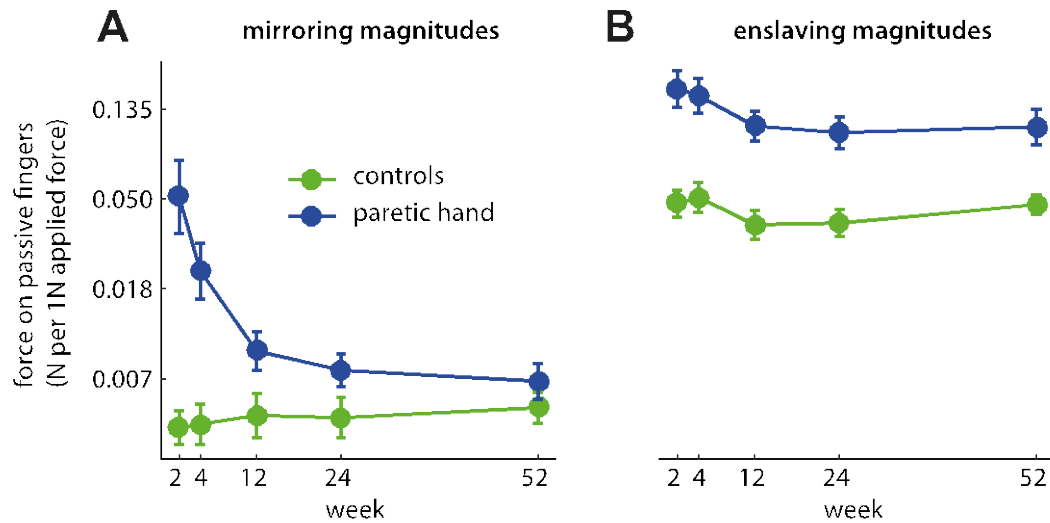 A mirroring magnitudes
B enslaving magnitudes
force on passive fingers
(N per 1N applied force)
0.135
0.050
0.018
0.007
controls
paretic hand
2 4 12 24 52
week
2 4 12 24 52
week